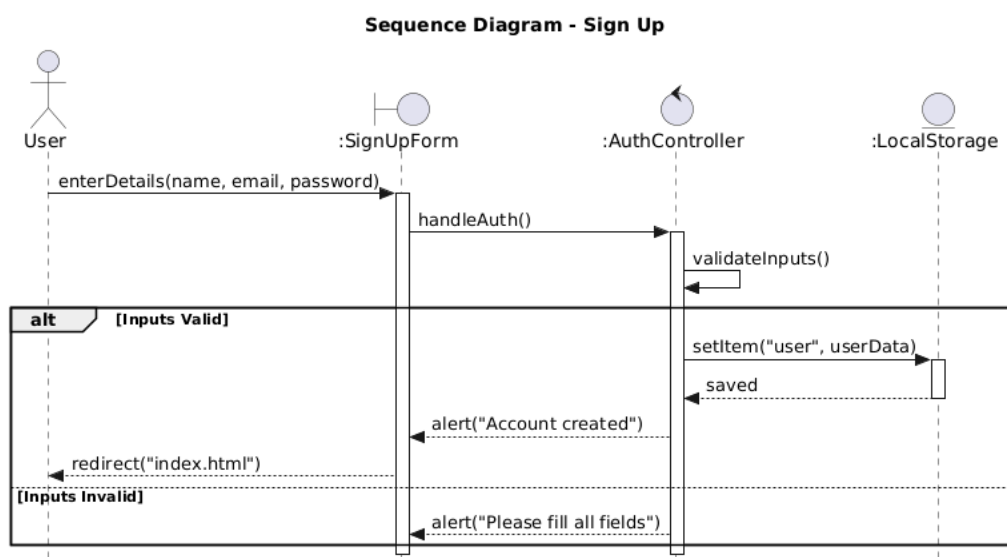 Sequence Diagram - Sign Up
User
:SignUpForm
:AuthController
:LocalStorage
enterDetails(name, email, password)
handleAuth()
validateInputs()
alt
[Inputs Valid]
setItem("user", userData)
saved
alert("Account created")
redirect("index.html")
[Inputs Invalid]
alert("Please fill all fields")